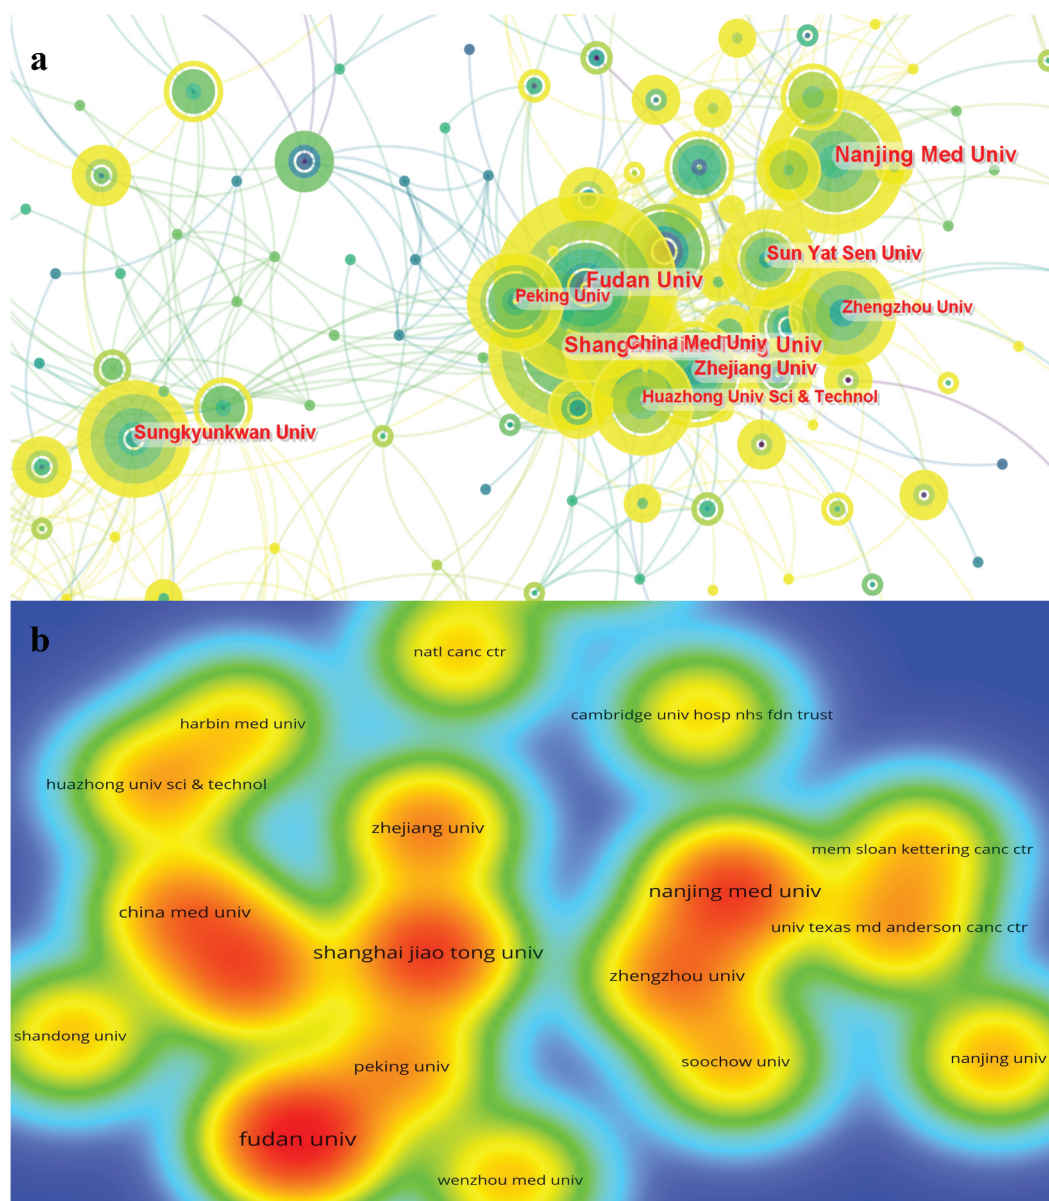 a
Nanjing Med Univ
Sun Yat Sen Univ
Fudan Univ
Peking Univ
Zhengzhou Univ
Shang Univ
China Med Univ
Zhejiang Univ
Huazhong Univ Sci & Technol
Sungkyunkwan Univ
b
natl canc ctr
cambridge univ hosp nhs fdn trust
harbin med univ
huazhong univ sci & technol
zhejiang univ
mem sloan kettering canc ctr
nanjing med univ
china med univ
univ texas md anderson canc ctr
shanghai jiao tong univ
zhengzhou univ
shandong univ
nanjing univ
soochow univ
peking univ
fudan univ
wenzhou med univ